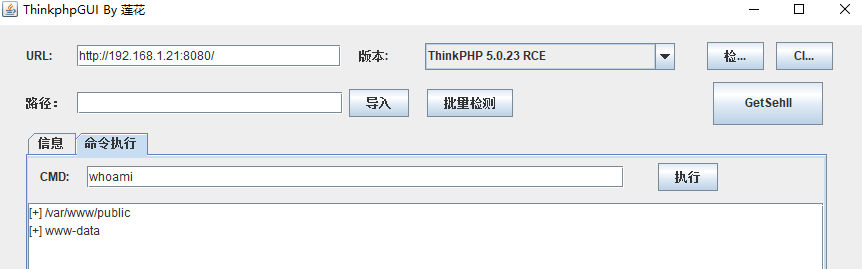 ThinkphpGUI By 莲花
URL: http://192.168.1.21:8080/ 版本: ThinkPHP 5.0.23 RCE 检... Cl...
路径: 导入 批量检测 GetSehll
信息 命令执行
CMD: whoami 执行
[+] /var/www/public
[+] www-data